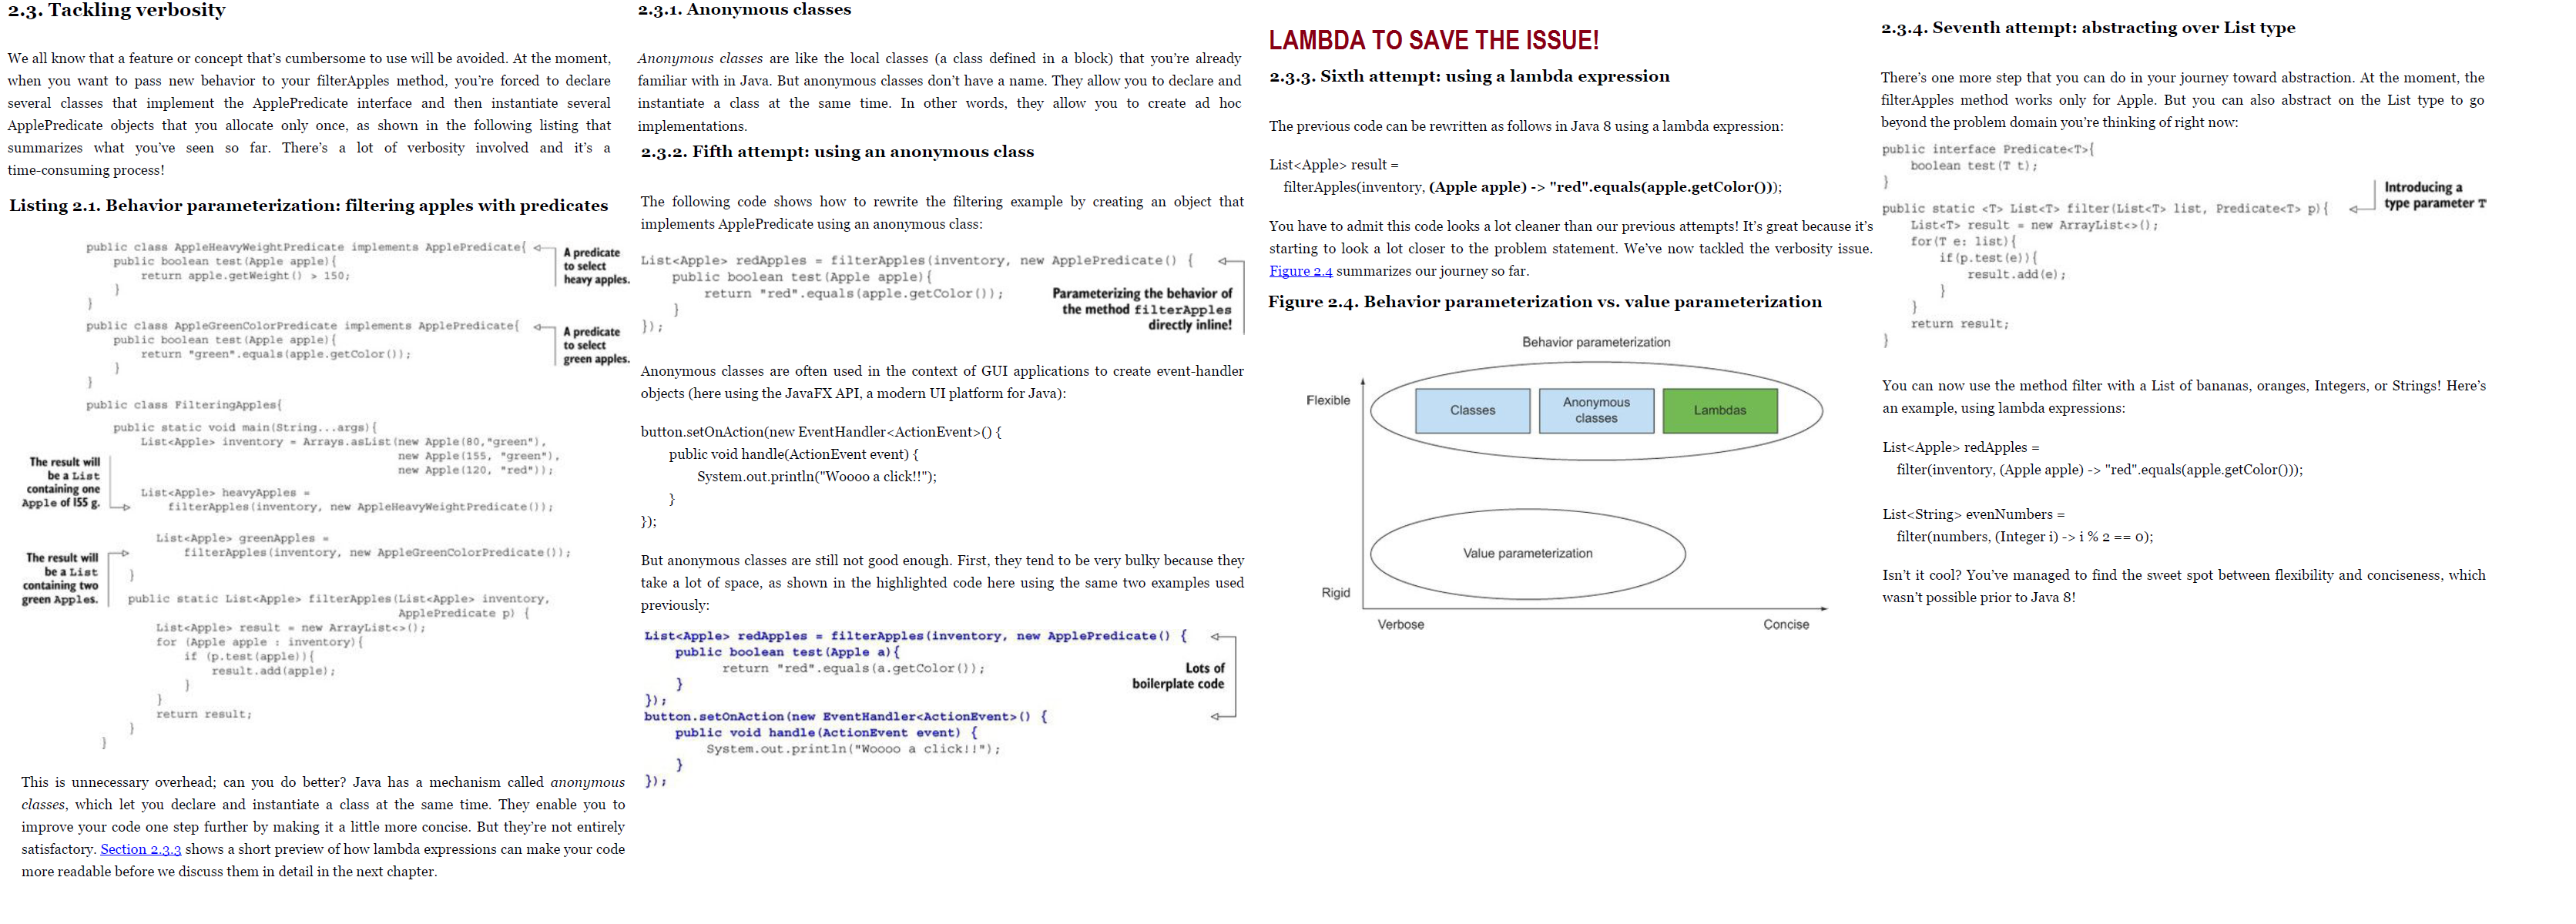 2.3. Tackling verbosity
We all know that a feature or concept that's cumbersome to use will be avoided. At the moment,
when you want to pass new behavior to your filterApples method, you're forced to declare
several classes that implement the ApplePredicate interface and then instantiate several
ApplePredicate objects that you allocate only once, as shown in the following listing that
summarizes what you've seen so far. There's a lot of verbosity involved and it's a
time-consuming process!
Listing 2.1. Behavior parameterization: filtering apples with predicates
public class AppleHeavyWeightPredicate implements ApplePredicate{
public boolean test(Apple apple){
return apple.getWeight() > 150;
}
}
A predicate
to select
heavy apples.
public class AppleGreenColorPredicate implements ApplePredicate{
public boolean test(Apple apple){
return "green".equals(apple.getColor());
}
}
A predicate
to select
green apples.
public class FilteringApples{
public static void main(String...args){
List<Apple> inventory = Arrays.asList(new Apple(80,"green"),
new Apple(155, "green"),
new Apple(120, "red"));
The result will
be a List
containing one
Apple of 155 g.
List<Apple> heavyApples =
filterApples(inventory, new AppleHeavyWeightPredicate());
List<Apple> greenApples =
filterApples(inventory, new AppleGreenColorPredicate());
}
The result will
be a List
containing two
green Apples.
public static List<Apple> filterApples(List<Apple> inventory,
ApplePredicate p) {
List<Apple> result = new ArrayList<>();
for (Apple apple : inventory){
if (p.test(apple)){
result.add(apple);
}
}
return result;
}
}
This is unnecessary overhead; can you do better? Java has a mechanism called anonymous
classes, which let you declare and instantiate a class at the same time. They enable you to
improve your code one step further by making it a little more concise. But they're not entirely
satisfactory. Section 2.3.3 shows a short preview of how lambda expressions can make your code
more readable before we discuss them in detail in the next chapter.
2.3.1. Anonymous classes
Anonymous classes are like the local classes (a class defined in a block) that you're already
familiar with in Java. But anonymous classes don't have a name. They allow you to declare and
instantiate a class at the same time. In other words, they allow you to create ad hoc
implementations.
2.3.2. Fifth attempt: using an anonymous class
The following code shows how to rewrite the filtering example by creating an object that
implements ApplePredicate using an anonymous class:
List<Apple> redApples = filterApples(inventory, new ApplePredicate() {
public boolean test(Apple apple){
return "red".equals(apple.getColor());
}
});
Parameterizing the behavior of
the method filterApples
directly inline!
Anonymous classes are often used in the context of GUI applications to create event-handler
objects (here using the JavaFX API, a modern UI platform for Java):
button.setOnAction(new EventHandler<ActionEvent>() {
public void handle(ActionEvent event) {
System.out.println("Woooo a click!!");
}
});
But anonymous classes are still not good enough. First, they tend to be very bulky because they
take a lot of space, as shown in the highlighted code here using the same two examples used
previously:
List<Apple> redApples = filterApples(inventory, new ApplePredicate() {
public boolean test(Apple a){
return "red".equals(a.getColor());
}
});
button.setOnAction(new EventHandler<ActionEvent>() {
public void handle(ActionEvent event) {
System.out.println("Woooo a click!!");
}
});
Lots of
boilerplate code
LAMBDA TO SAVE THE ISSUE!
2.3.3. Sixth attempt: using a lambda expression
The previous code can be rewritten as follows in Java 8 using a lambda expression:
List<Apple> result =
filterApples(inventory, (Apple apple) -> "red".equals(apple.getColor()));
You have to admit this code looks a lot cleaner than our previous attempts! It's great because it's
starting to look a lot closer to the problem statement. We've now tackled the verbosity issue.
Figure 2.4 summarizes our journey so far.
Figure 2.4. Behavior parameterization vs. value parameterization
Behavior parameterization
Flexible
Classes
Anonymous
classes
Lambdas
Value parameterization
Rigid
Verbose
Concise
2.3.4. Seventh attempt: abstracting over List type
There's one more step that you can do in your journey toward abstraction. At the moment, the
filterApples method works only for Apple. But you can also abstract on the List type to go
beyond the problem domain you're thinking of right now:
public interface Predicate<T>{
boolean test(T t);
}
public static <T> List<T> filter(List<T> list, Predicate<T> p){
List<T> result = new ArrayList<>();
for(T e: list){
if(p.test(e)){
result.add(e);
}
}
return result;
}
Introducing a
type parameter T
You can now use the method filter with a List of bananas, oranges, Integers, or Strings! Here's
an example, using lambda expressions:
List<Apple> redApples =
filter(inventory, (Apple apple) -> "red".equals(apple.getColor()));
List<String> evenNumbers =
filter(numbers, (Integer i) -> i % 2 == 0);
Isn't it cool? You've managed to find the sweet spot between flexibility and conciseness, which
wasn't possible prior to Java 8!